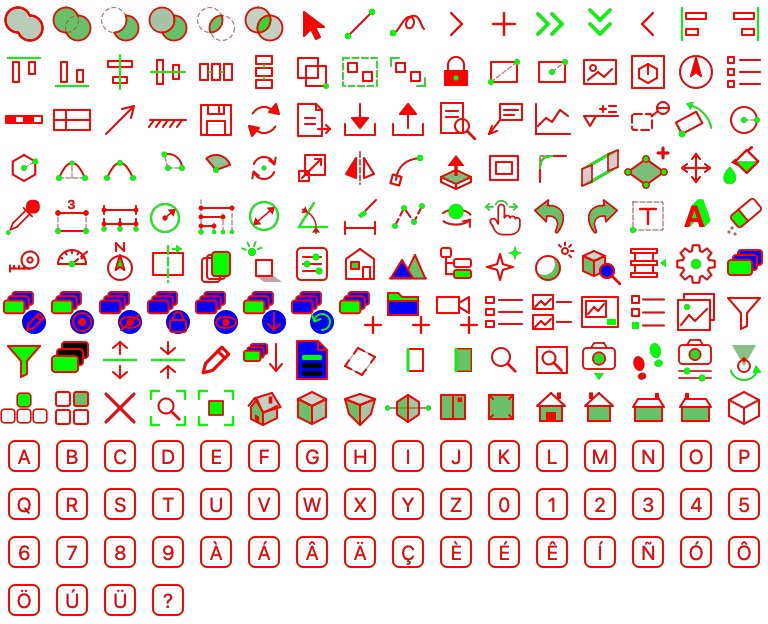 3
T A
N
A B C D E F G H I J K L M N O P
Q R S T U V W X Y Z 0 1 2 3 4 5
6 7 8 9 À Á Â Ä Ç È É Ê Í Ñ Ó Ô
Ö Ú Ü ?